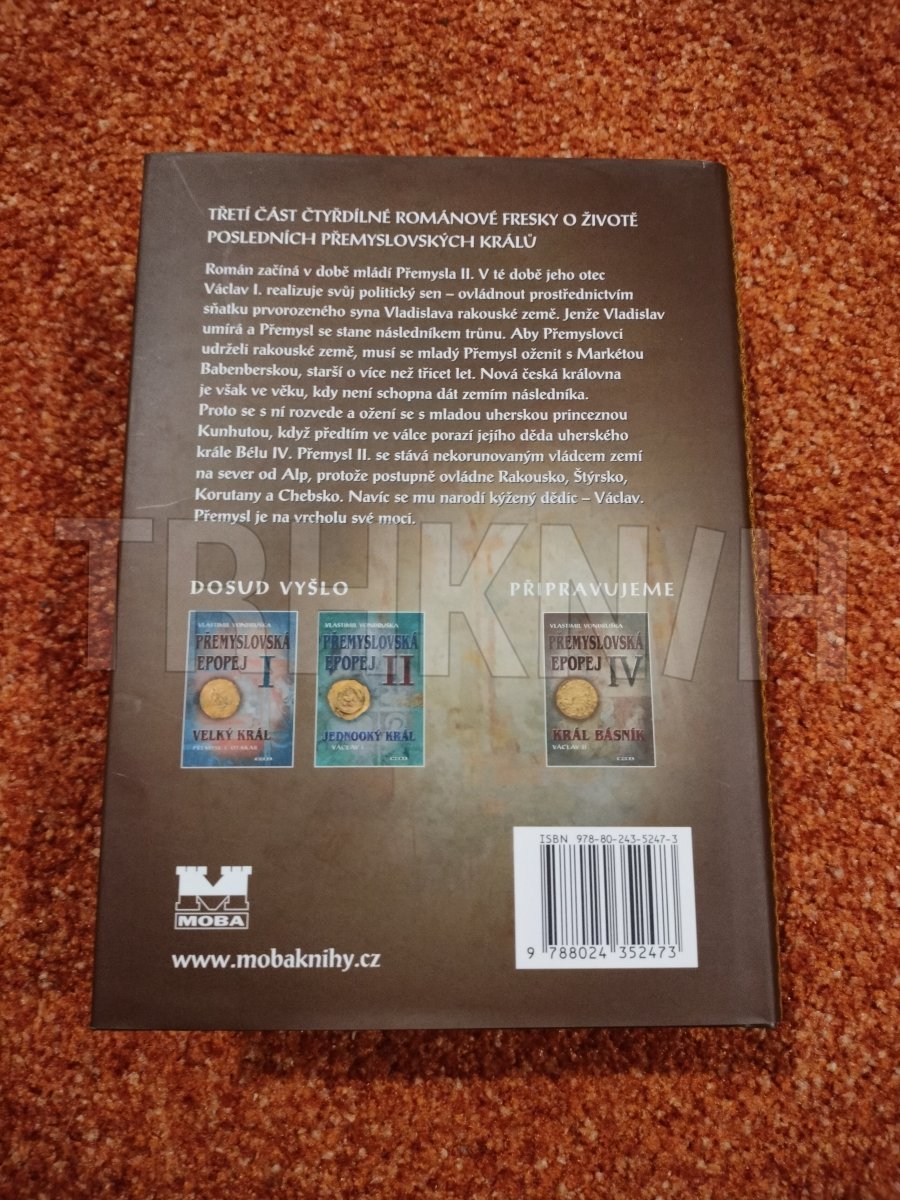 TŘETÍ ČÁST ČTYŘDÍLNÉ ROMÁNOVÉ FRESKY O ŽIVOTĚ
POSLEDNÍCH PŘEMYSLOVSKÝCH KRÁLŮ
Román začíná v době mládí Přemysla II. V té době jeho otec
Václav I. realizuje svůj politický sen – ovládnout prostřednictvím
sňatku prvorozeného syna Vladislava rakouské země. Jenže Vladislav
umírá a Přemysl se stane následníkem trůnu. Aby Přemyslovci
udrželi rakouské země, musí se mladý Přemysl oženit s Markétou
Babenberskou, starší o více než třicet let. Nová česká královna
je však ve věku, kdy není schopna dát zemím následníka.
Proto se s ní rozvede a ožení se s mladou uherskou princeznou
Kunhutou, když předtím ve válce porazí jejího děda uherského
krále Bélu IV. Přemysl II. se stává nekorunovaným vládcem zemí
na sever od Alp, protože postupně ovládne Rakousko, Štýrsko,
Korutany a Chebsko. Navíc se mu narodí kýžený dědic – Václav.
Přemysl je na vrcholu své moci.
TRHKNIH
DOSUD VYŠLO
PŘIPRAVUJEME
VLASTIMIL VONDRUŠKA
PŘEMYSLOVSKÁ
EPOPEJ
I
VELKÝ KRÁL
PŘEMYSL I. OTAKAR
VLASTIMIL VONDRUŠKA
PŘEMYSLOVSKÁ
EPOPEJ
II
JEDNOOKÝ KRÁL
VÁCLAV I.
VLASTIMIL VONDRUŠKA
PŘEMYSLOVSKÁ
EPOPEJ
IV
KRÁL BÁSNÍK
VÁCLAV II.
MOBA
www.mobaknihy.cz
ISBN 978-80-243-5247-3
9 788024 352473